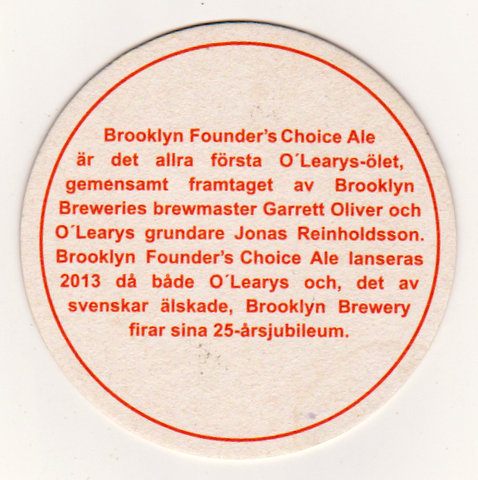 Brooklyn Founder's Choice Ale
är det allra första O´Learys-ölet,
gemensamt framtaget av Brooklyn
Breweries brewmaster Garrett Oliver och
O´Learys grundare Jonas Reinholdsson.
Brooklyn Founder's Choice Ale lanseras
2013 då både O´Learys och, det av
svenskar älskade, Brooklyn Brewery
firar sina 25-årsjubileum.